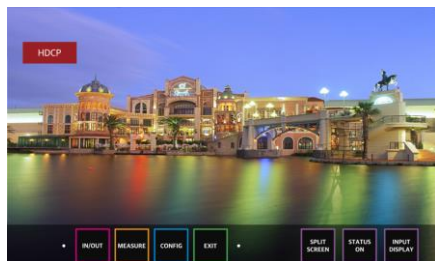 HDCP
IN/OUT
MEASURE
CONFIG
EXIT
SPLIT
SCREEN
STATUS
ON
INPUT
DISPLAY